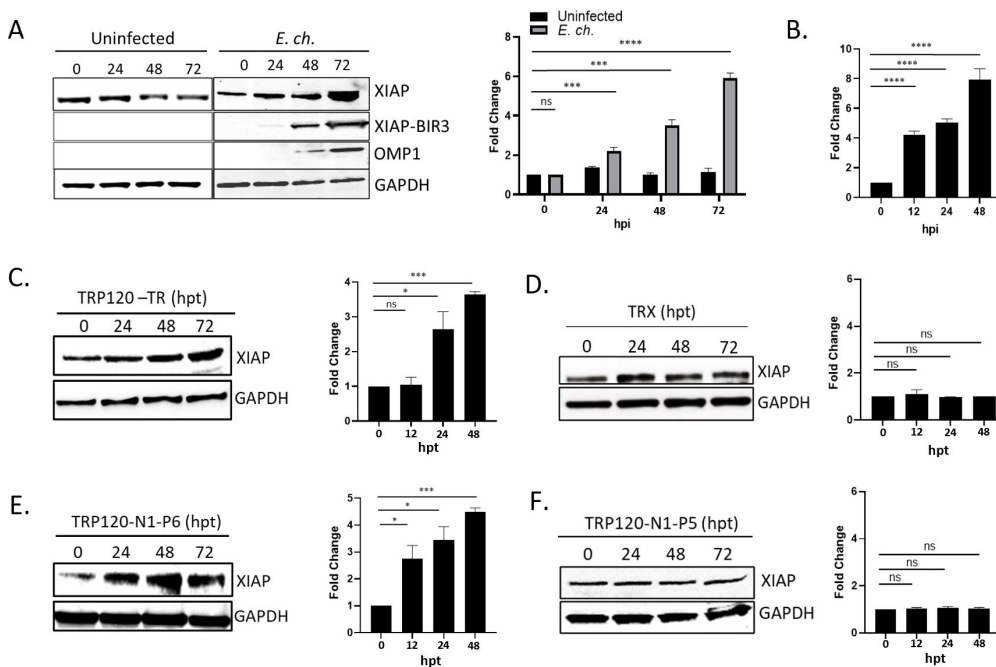 A
Uninfected
E. ch.
0 24 48 72 0 24 48 72
XIAP
XIAP-BIR3
OMP1
GAPDH
Uninfected
E. ch.
Fold Change
8
6
4
2
0
****
***
***
ns
0 24 48 72
hpi
B.
Fold Change
10
8
6
4
2
0
****
****
****
0 12 24 48
hpi
C.
TRP120 –TR (hpt)
0 24 48 72
XIAP
GAPDH
Fold Change
4
3
2
1
0
***
*
ns
0 12 24 48
hpt
D.
TRX (hpt)
0 24 48 72
XIAP
GAPDH
Fold Change
6
4
2
0
ns
ns
ns
0 12 24 48
hpt
E.
TRP120-N1-P6 (hpt)
0 24 48 72
XIAP
GAPDH
Fold Change
5
4
3
2
1
0
***
*
*
0 12 24 48
hpt
F.
TRP120-N1-P5 (hpt)
0 24 48 72
XIAP
GAPDH
Fold Change
6
4
2
0
ns
ns
ns
0 12 24 48
hpt